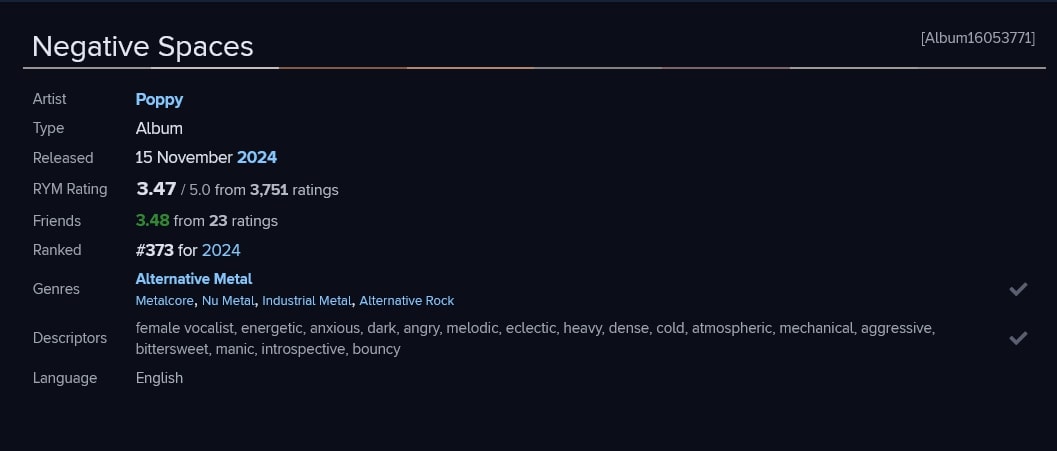 Negative Spaces
[Album16053771]
Artist Poppy
Type Album
Released 15 November 2024
RYM Rating 3.47 / 5.0 from 3,751 ratings
Friends 3.48 from 23 ratings
Ranked #373 for 2024
Genres Alternative Metal
Metalcore, Nu Metal, Industrial Metal, Alternative Rock
Descriptors female vocalist, energetic, anxious, dark, angry, melodic, eclectic, heavy, dense, cold, atmospheric, mechanical, aggressive,
bittersweet, manic, introspective, bouncy
Language English